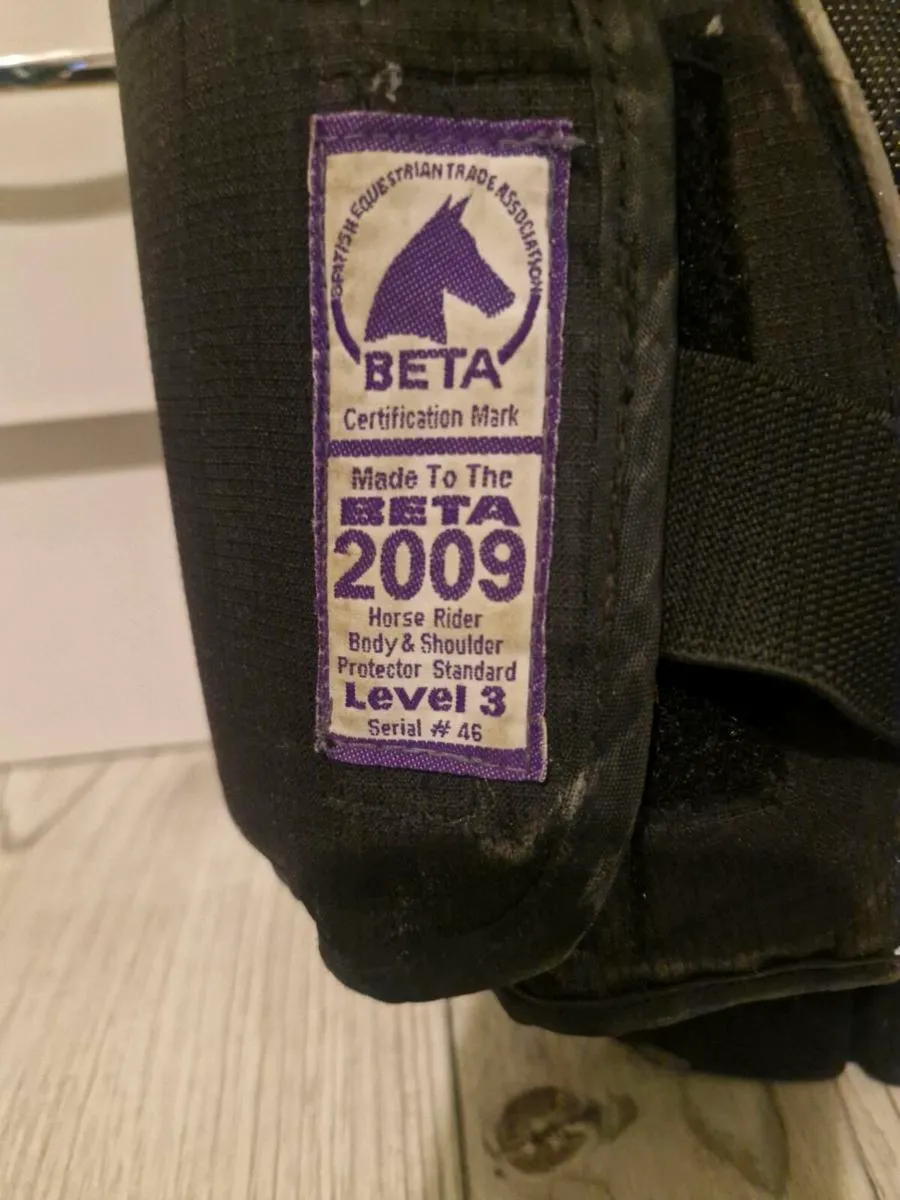 BRITISH EQUESTRIAN TRADE ASSOCIATION
BETA
Certification Mark
Made To The
BETA
2009
Horse Rider
Body & Shoulder
Protector Standard
Level 3
Serial # 46